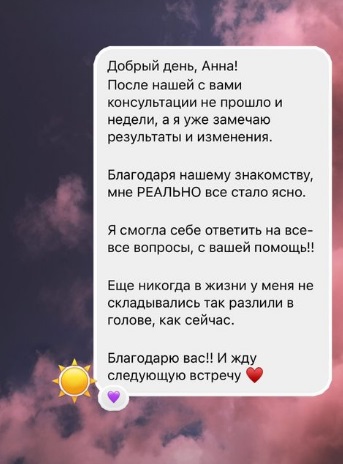 Добрый день, Анна!
После нашей с вами
консультации не прошло и
недели, а я уже замечаю
результаты и изменения.
Благодаря нашему знакомству,
мне РЕАЛЬНО все стало ясно.
Я смогла себе ответить на все-
все вопросы, с вашей помощь!!
Еще никогда в жизни у меня не
складывались так разлили в
голове, как сейчас.
Благодарю вас!! И жду
следующую встречу ♥️